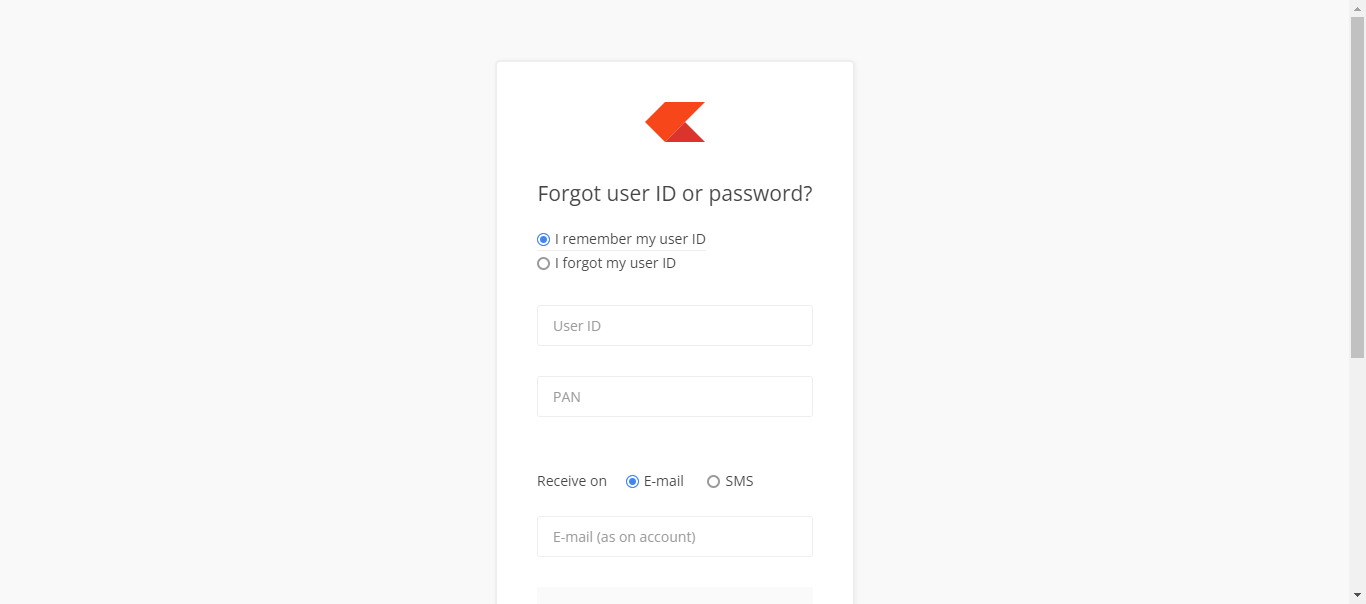 Forgot user ID or password?
I remember my user ID
I forgot my user ID
User ID
PAN
Receive on E-mail SMS
E-mail (as on account)